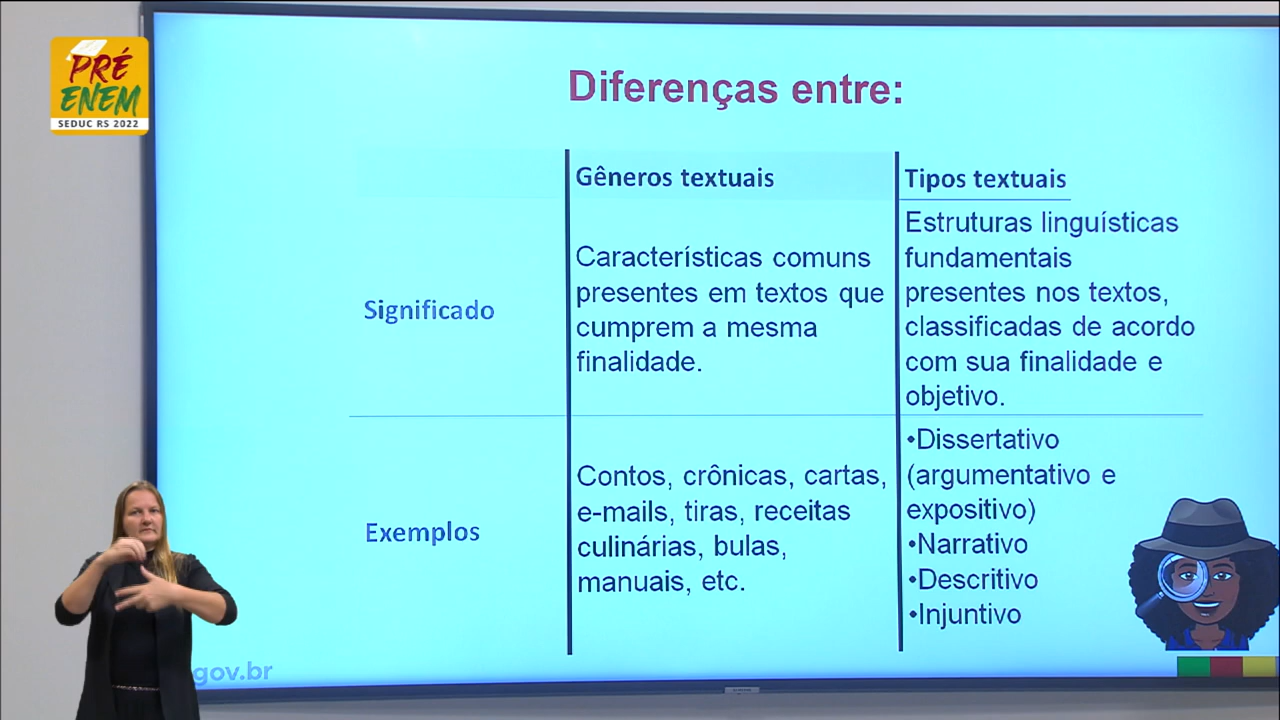 PRÉ
ENEM
SEDUC RS 2022
Diferenças entre:
Gêneros textuais
Tipos textuais
Significado
Características comuns
presentes em textos que
cumprem a mesma
finalidade.
Estruturas linguísticas
fundamentais
presentes nos textos,
classificadas de acordo
com sua finalidade e
objetivo.
Exemplos
Contos, crônicas, cartas,
e-mails, tiras, receitas
culinárias, bulas,
manuais, etc.
•Dissertativo
(argumentativo e
expositivo)
•Narrativo
•Descritivo
•Injuntivo
gov.br